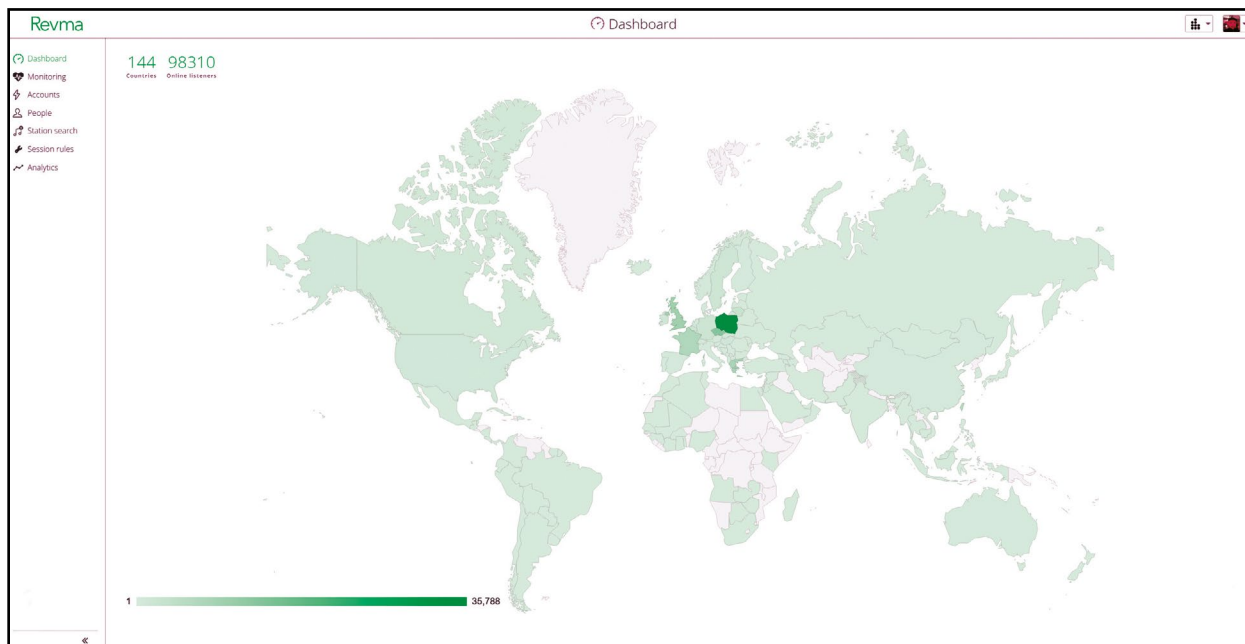 Revma
Dashboard
Dashboard
Monitoring
Accounts
People
Station search
Session rules
Analytics
144 98310
Countries Online listeners
1 35,788